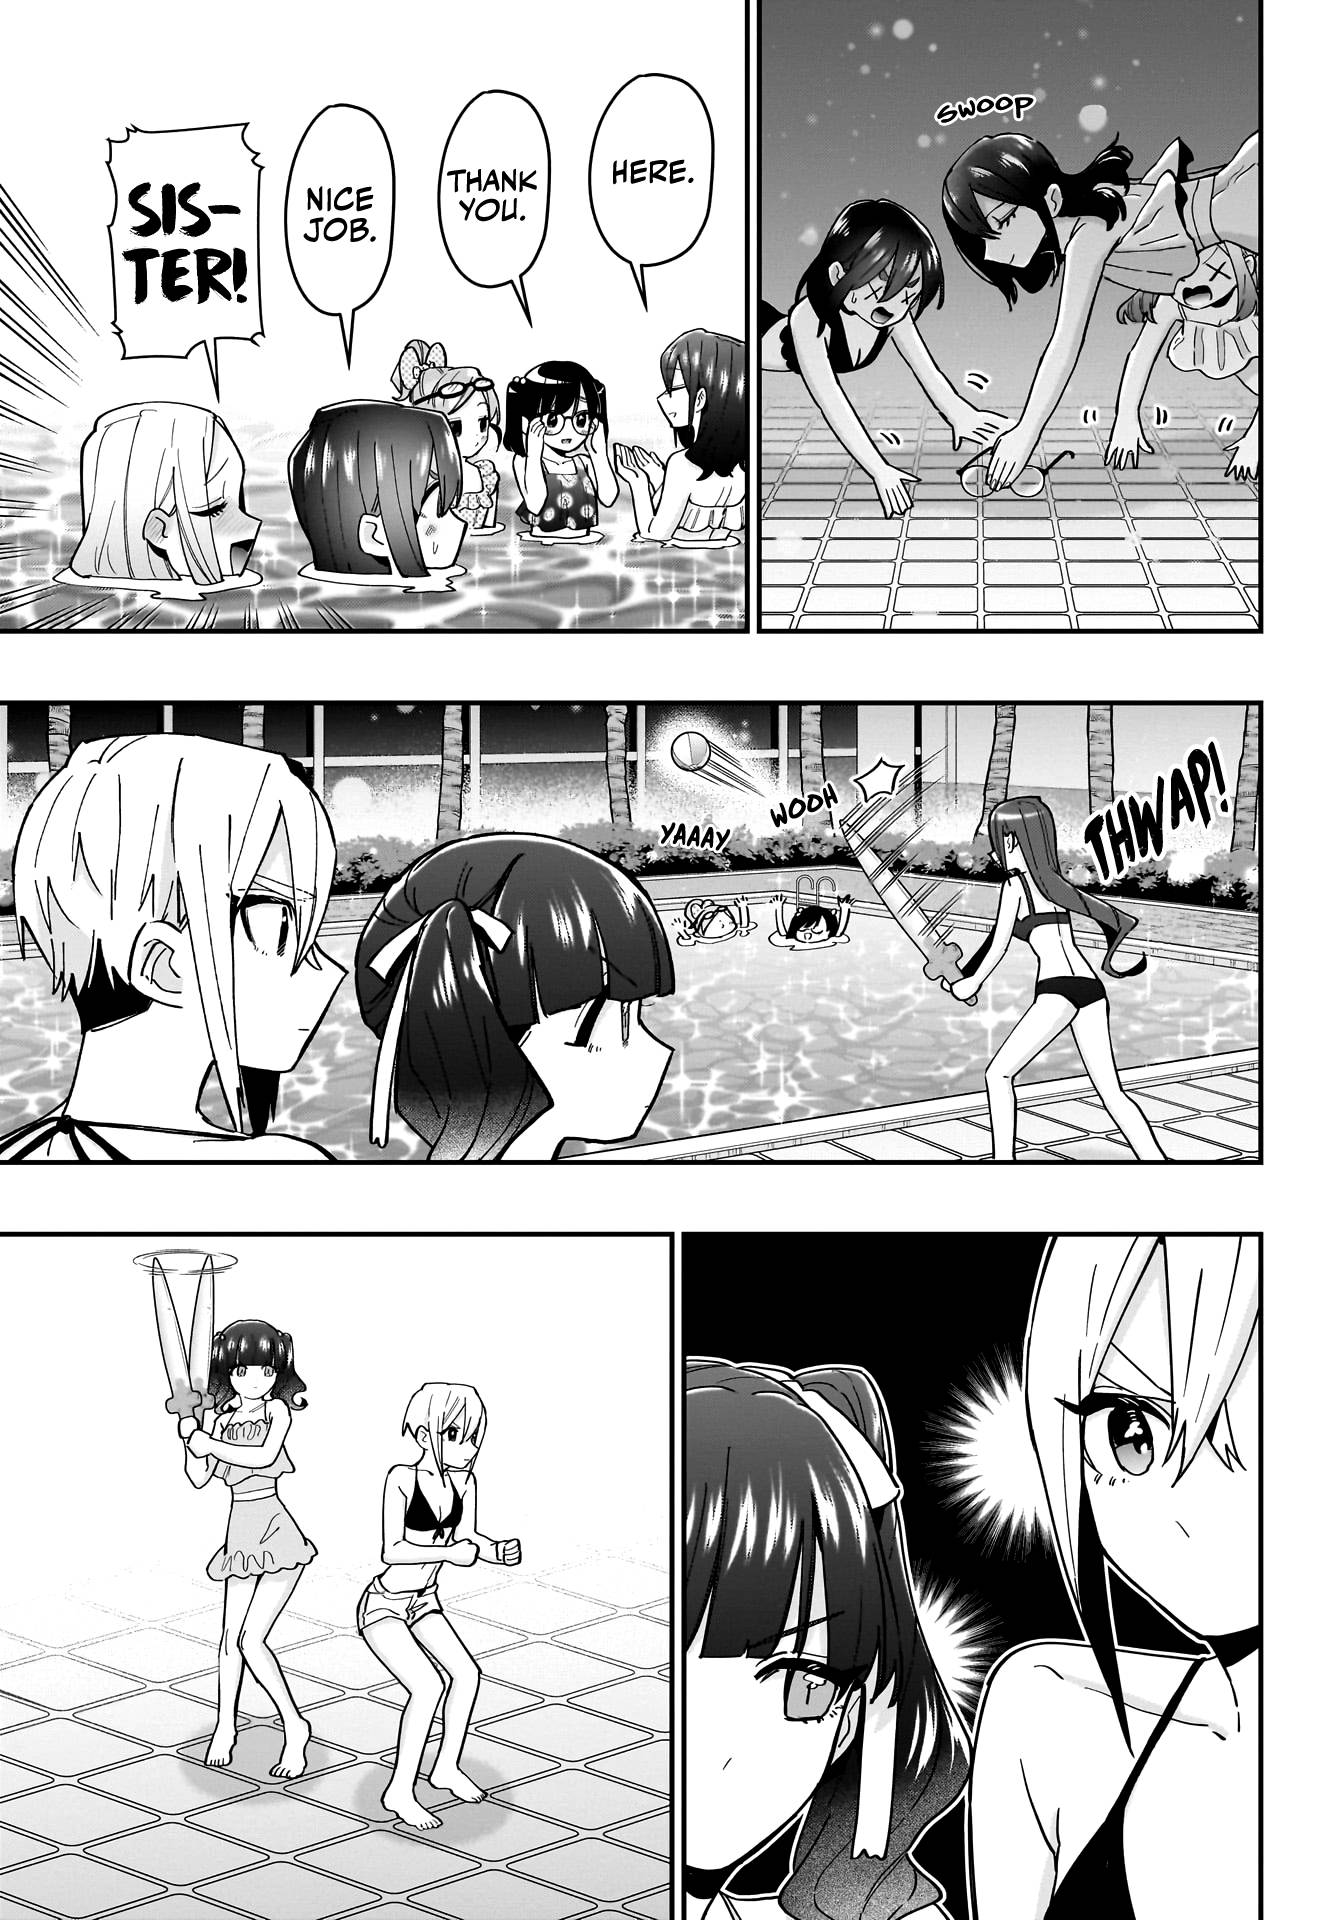 SWOOP
HERE.
THANK
YOU.
NICE
JOB.
SIS-
TER!
THWAP!
WOOH
YAAAY